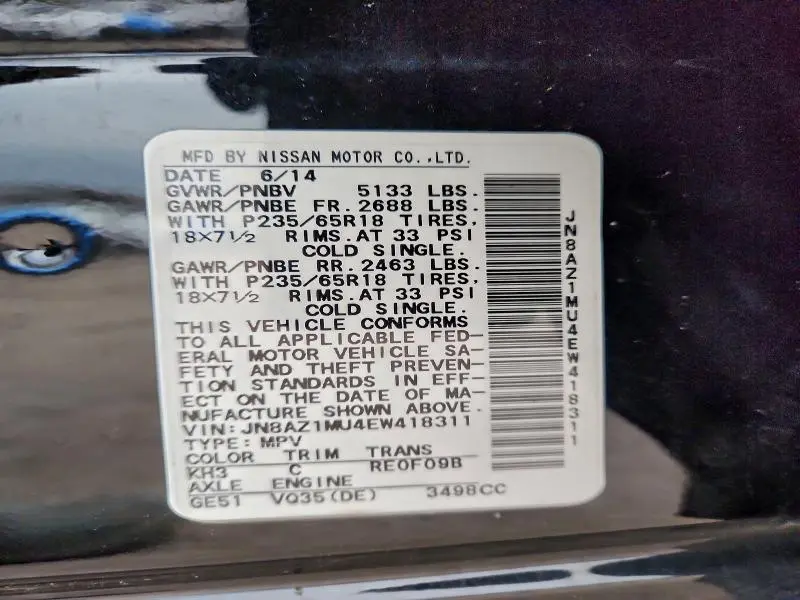 MFD BY NISSAN MOTOR CO.,LTD.
DATE 6/14
GVWR/PNBV 5133 LBS.
GAWR/PNBE FR. 2688 LBS.
WITH P235/65R18 TIRES,
18X7½ RIMS.AT 33 PSI
COLD SINGLE.
GAWR/PNBE RR. 2463 LBS.
WITH P235/65R18 TIRES,
18X7½ RIMS.AT 33 PSI
COLD SINGLE.
THIS VEHICLE CONFORMS
TO ALL APPLICABLE FED-
ERAL MOTOR VEHICLE SA-
FETY AND THEFT PREVEN-
TION STANDARDS IN EFF-
ECT ON THE DATE OF MA-
NUFACTURE SHOWN ABOVE.
VIN:JN8AZ1MU4EW418311
TYPE:MPV
COLOR TRIM TRANS
KH3 C RE0F09B
AXLE ENGINE
GE51 VQ35(DE) 3498CC
JN8AZ1MU4EW418311